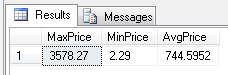 Results Messages
MaxPrice MinPrice AvgPrice
1 3578.27 2.29 744.5952